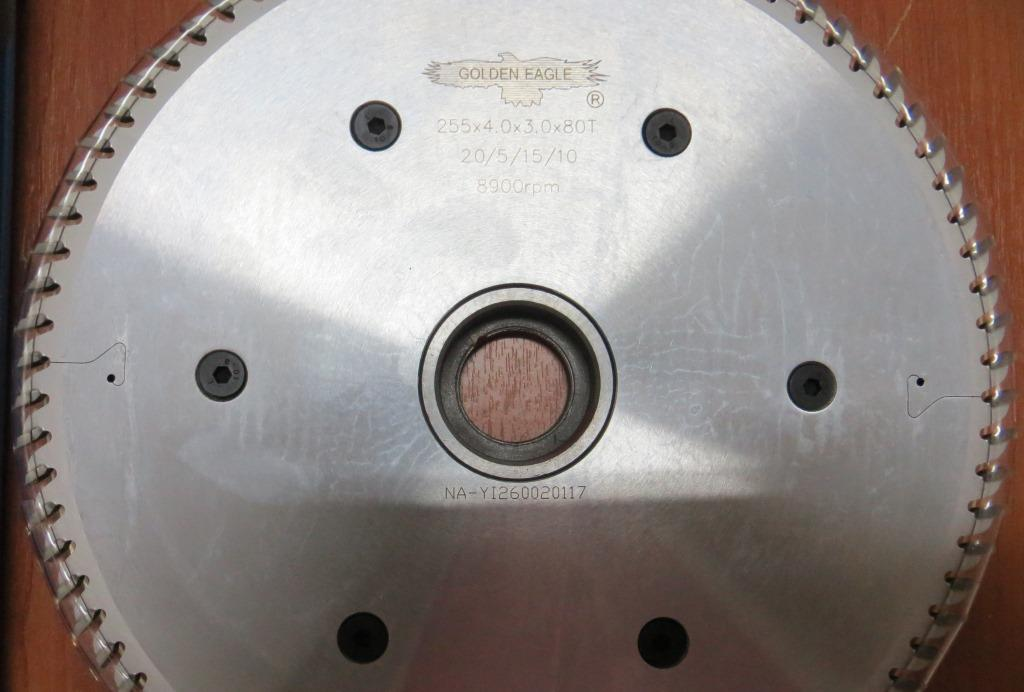 GOLDEN EAGLE
®
255x4.0x3.0x80T
20/5/15/10
8900rpm
NA-YI260020117